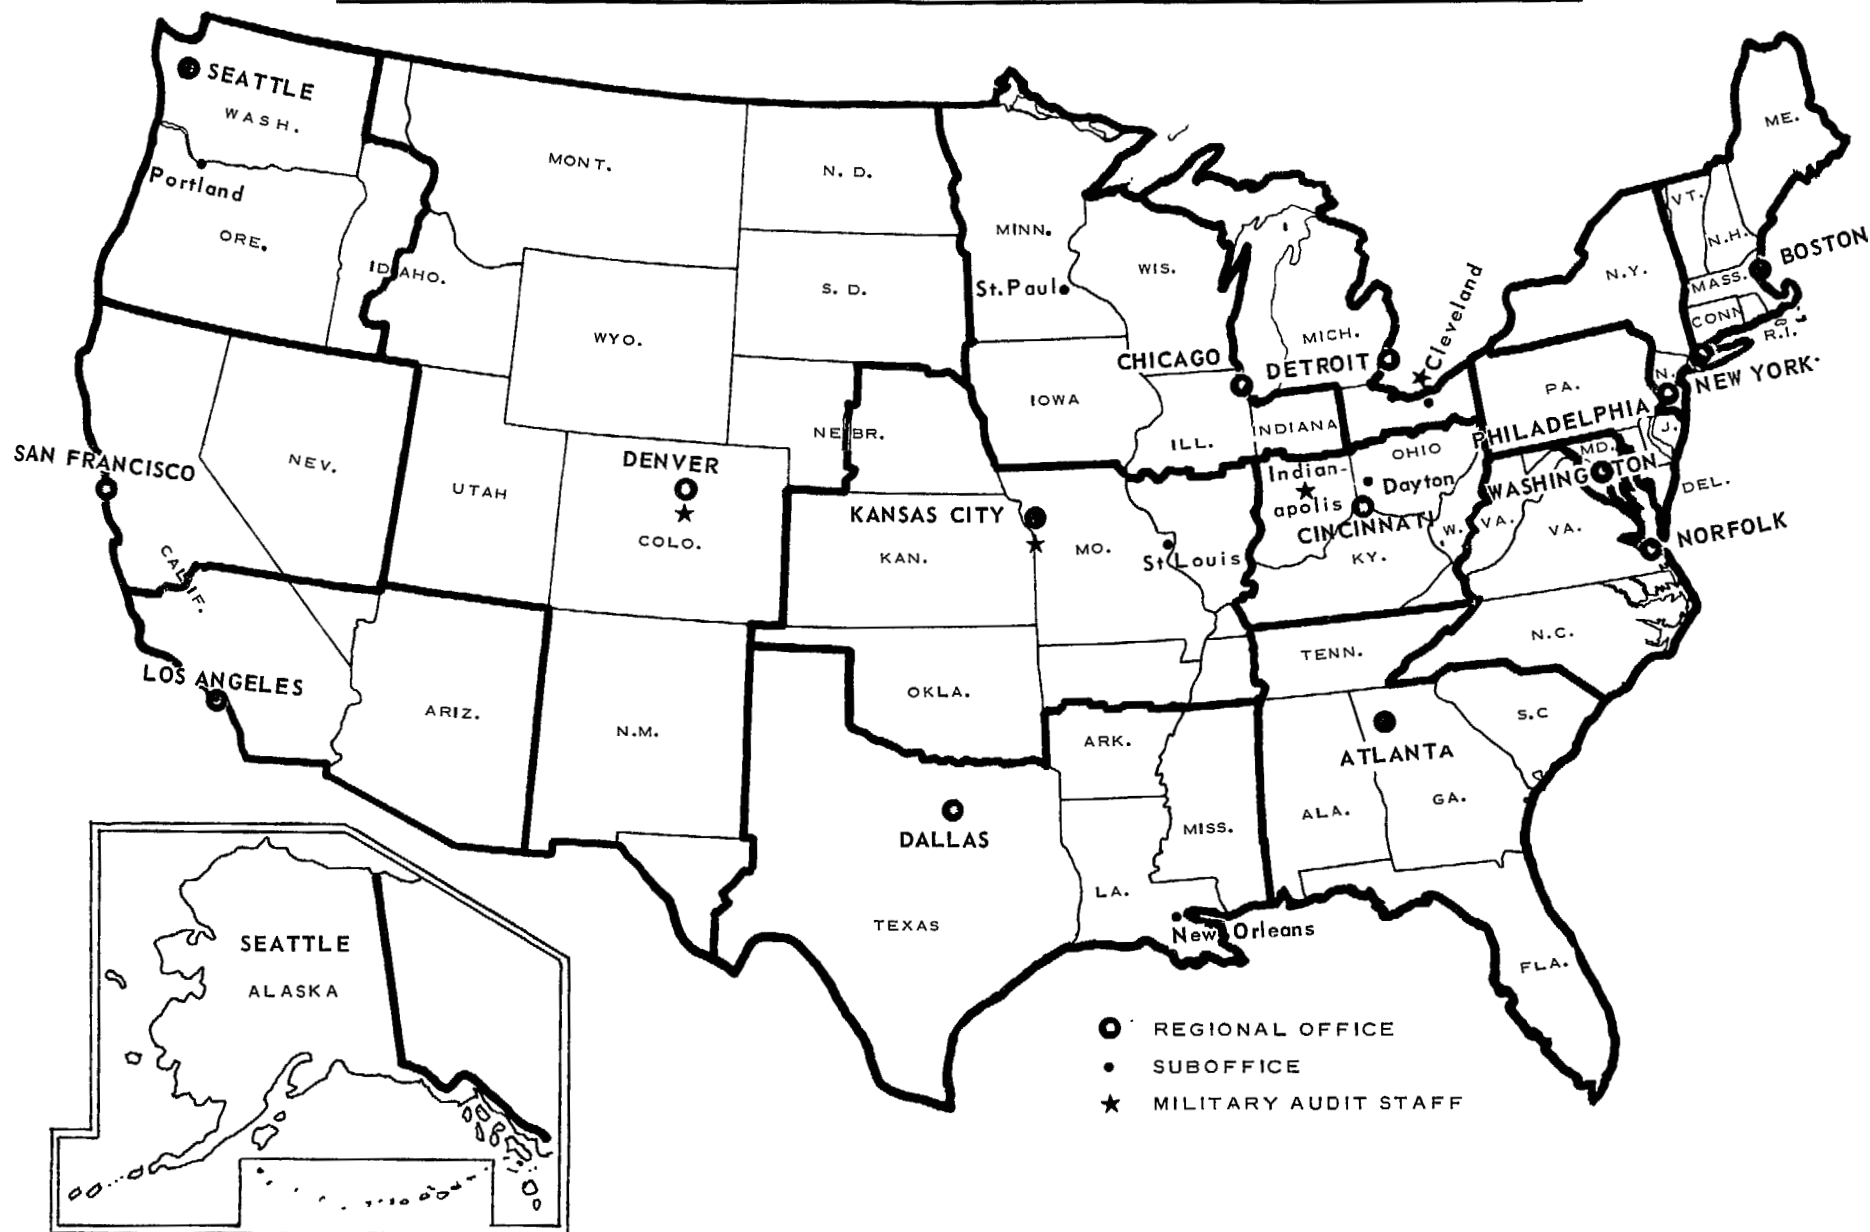 SEATTLE
WASH.
Portland
ORE.
IDAHO.
MONT.
N. D.
S. D.
WYO.
MINN.
St.Paul
WIS.
MICH.
CHICAGO
DETROIT
Cleveland
ME.
VT.
N.H.
BOSTON
MASS.
CONN
R.I.
N.Y.
NEW YORK.
PA.
N.
J.
PHILADELPHIA
IOWA
ILL.
INDIANA
OHIO
NEBR.
SAN FRANCISCO
NEV.
UTAH
DENVER
COLO.
KANSAS CITY
KAN.
MO.
St Louis
Indian-
apolis
Dayton
CINCINNATI
KY.
W. VA.
MD.
WASHINGTON
DEL.
VA.
NORFOLK
CALIF.
LOS ANGELES
ARIZ.
N.M.
OKLA.
ARK.
TENN.
N.C.
S.C
ATLANTA
GA.
ALA.
MISS.
DALLAS
TEXAS
LA.
New Orleans
FLA.
SEATTLE
ALASKA
REGIONAL OFFICE
SUBOFFICE
MILITARY AUDIT STAFF